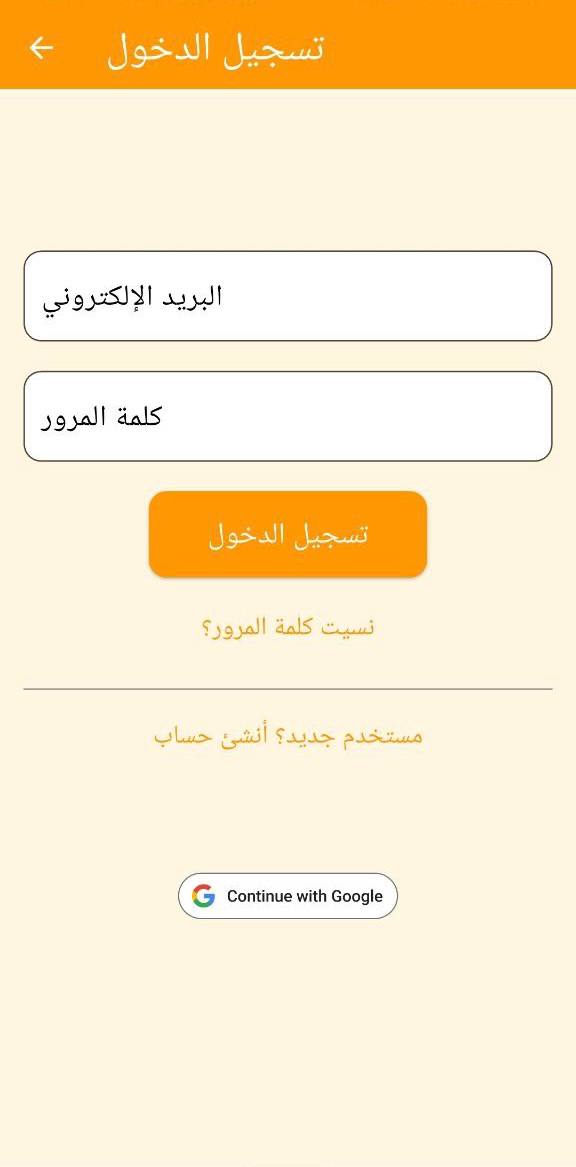 تسجيل الدخول
البريد الإلكتروني
كلمة المرور
تسجيل الدخول
نسيت كلمة المرور؟
مستخدم جديد؟ أنشئ حساب
Continue with Google